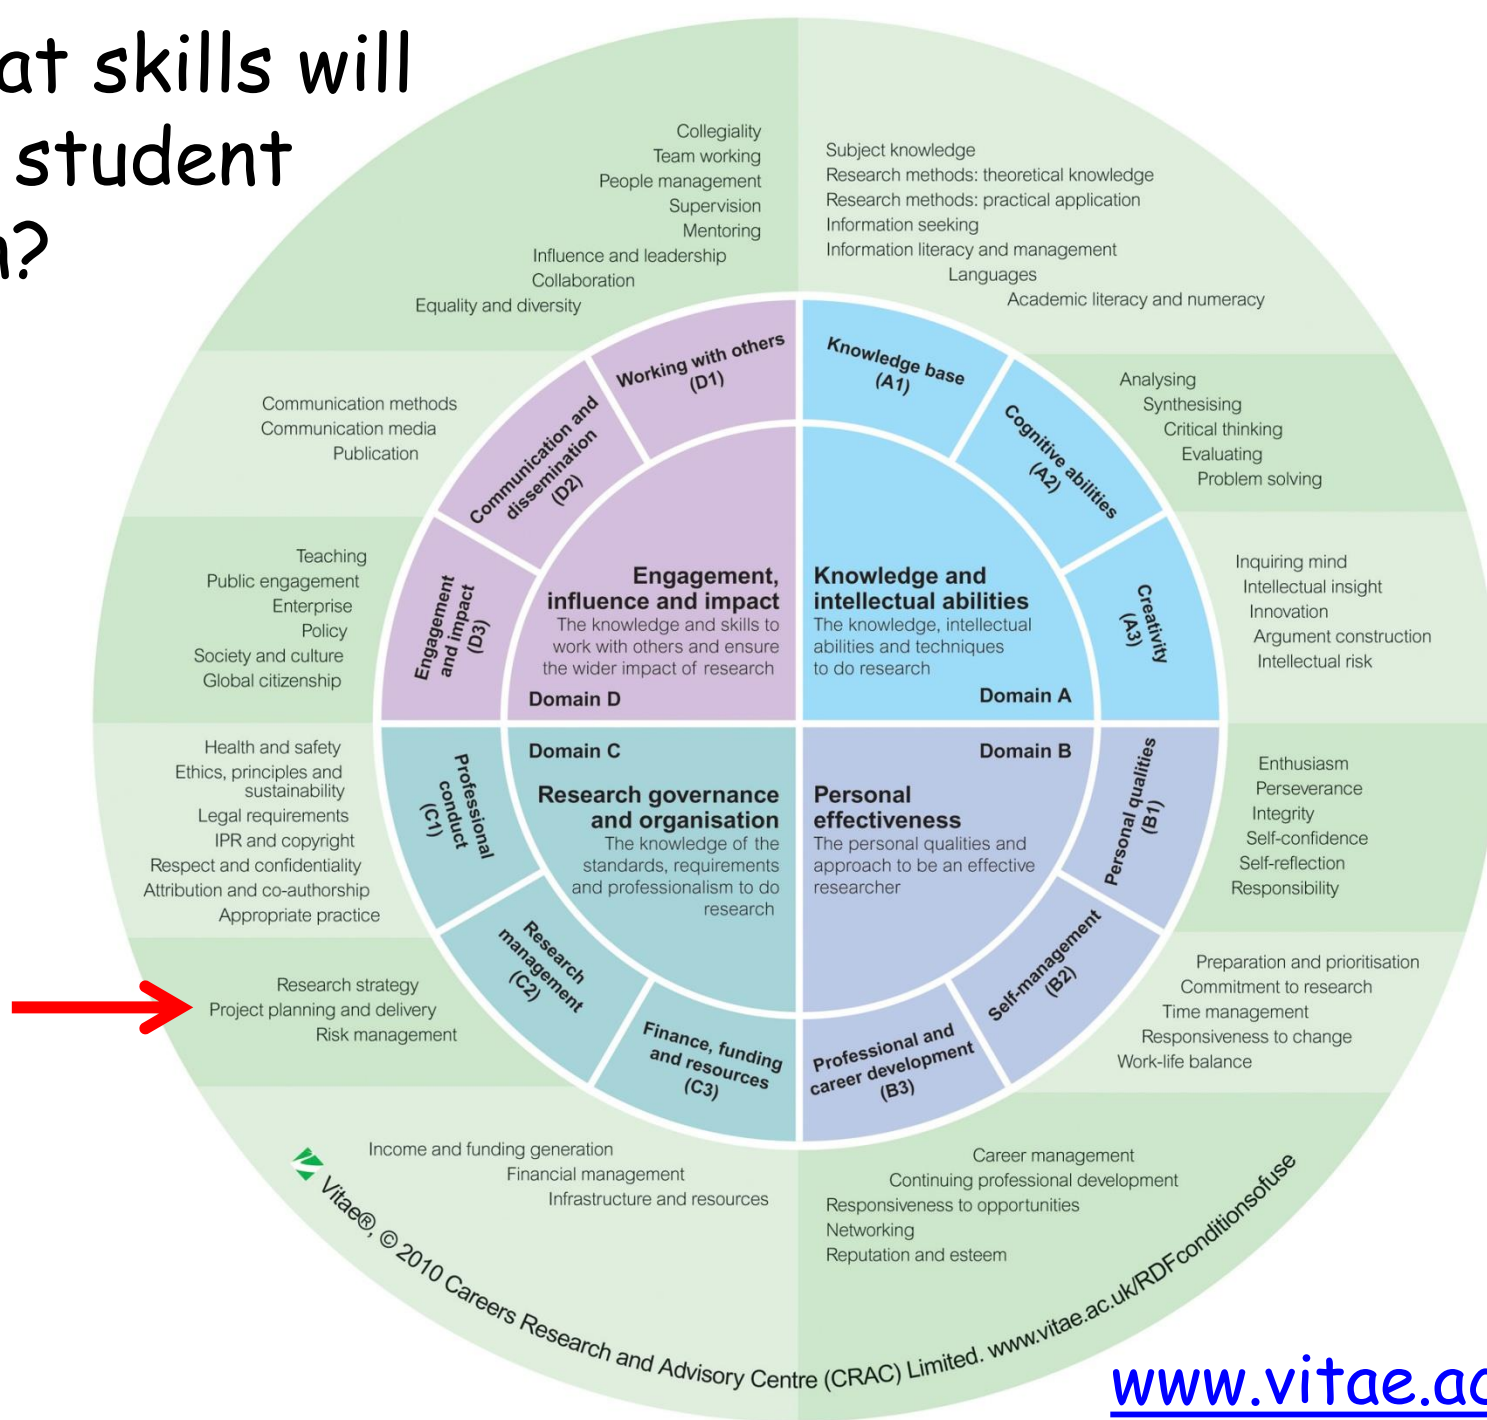 at skills will
student
?
Collegiality
Team working
People management
Supervision
Mentoring
Influence and leadership
Collaboration
Equality and diversity
Subject knowledge
Research methods: theoretical knowledge
Research methods: practical application
Information seeking
Information literacy and management
Languages
Academic literacy and numeracy
Communication methods
Communication media
Publication
Analysing
Synthesising
Critical thinking
Evaluating
Problem solving
Teaching
Public engagement
Enterprise
Policy
Society and culture
Global citizenship
Inquiring mind
Intellectual insight
Innovation
Argument construction
Intellectual risk
Health and safety
Ethics, principles and
sustainability
Legal requirements
IPR and copyright
Respect and confidentiality
Attribution and co-authorship
Appropriate practice
Enthusiasm
Perseverance
Integrity
Self-confidence
Self-reflection
Responsibility
Research strategy
Project planning and delivery
Risk management
Preparation and prioritisation
Commitment to research
Time management
Responsiveness to change
Work-life balance
Income and funding generation
Financial management
Infrastructure and resources
Career management
Continuing professional development
Responsiveness to opportunities
Networking
Reputation and esteem
Working with others
(D1)
Knowledge base
(A1)
Communication and
dissemination
(D2)
Cognitive abilities
(A2)
Engagement
and impact
(D3)
Creativity
(A3)
Professional
conduct
(C1)
Personal qualities
(B1)
Research
management
(C2)
Self-management
(B2)
Finance, funding
and resources
(C3)
Professional and
career development
(B3)
Engagement,
influence and impact
The knowledge and skills to
work with others and ensure
the wider impact of research
Domain D
Knowledge and
intellectual abilities
The knowledge, intellectual
abilities and techniques
to do research
Domain A
Domain C
Research governance
and organisation
The knowledge of the
standards, requirements
and professionalism to do
research
Domain B
Personal
effectiveness
The personal qualities and
approach to be an effective
researcher
Vitae®, © 2010 Careers Research and Advisory Centre (CRAC) Limited. www.vitae.ac.uk/RDFconditionsofuse
www.vitae.ac